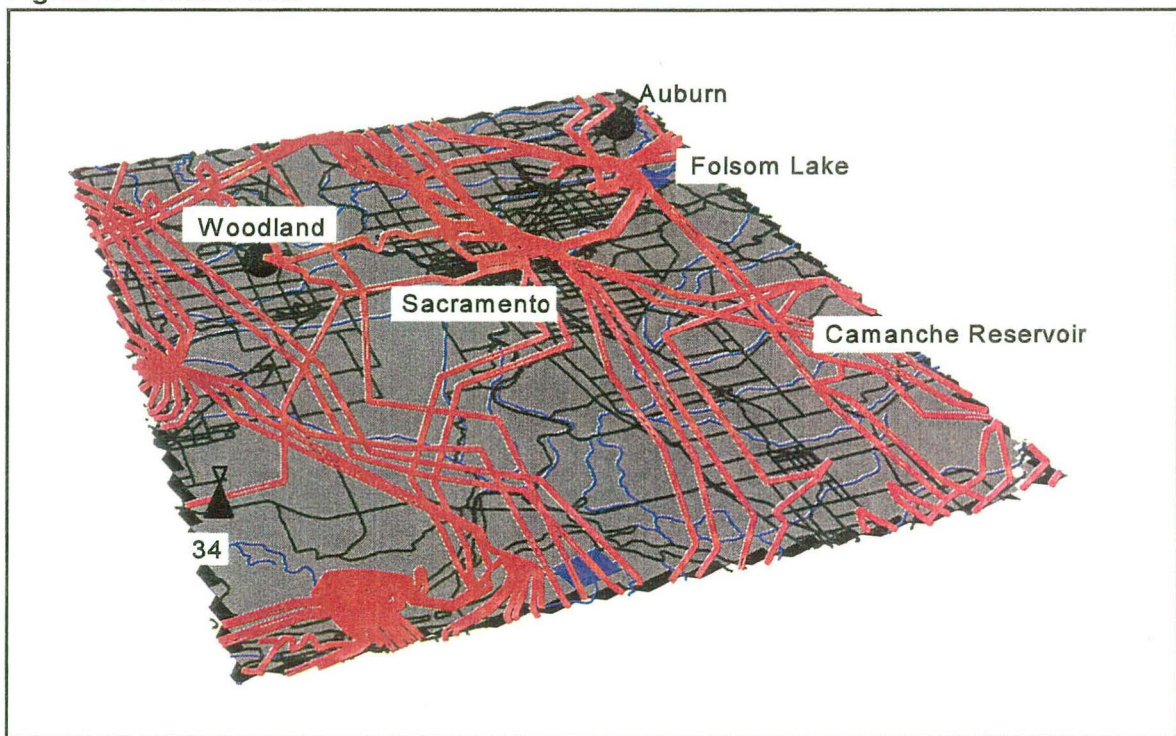 Auburn
Folsom Lake
Woodland
Sacramento
Camanche Reservoir
34